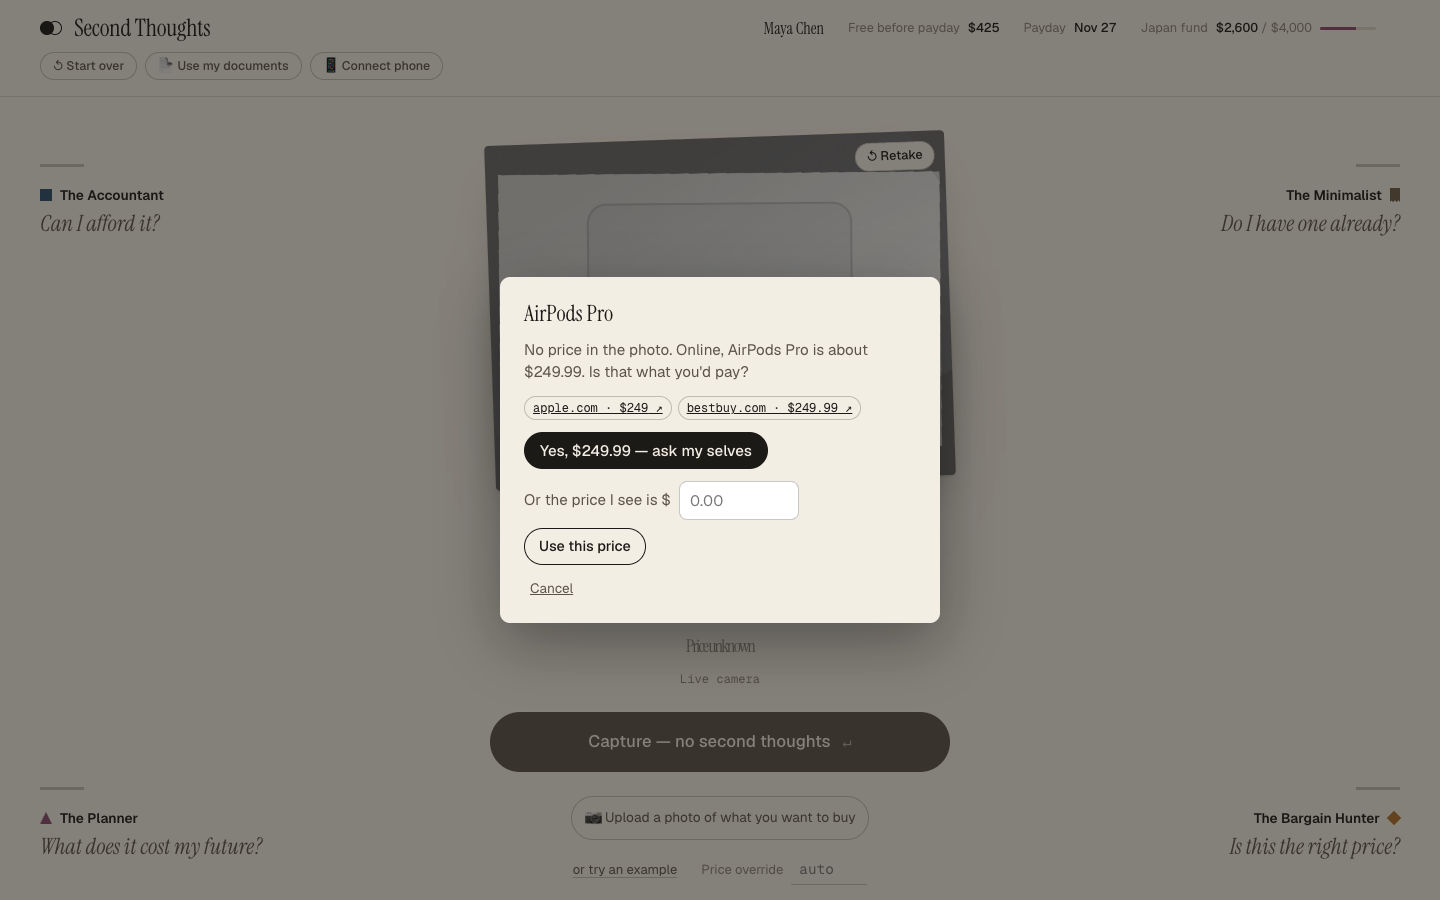 Second Thoughts
Maya Chen Free before payday $425 Payday Nov 27 Japan fund $2,600 / $4,000
Start over Use my documents Connect phone
Retake
The Accountant
Can I afford it?
The Minimalist
Do I have one already?
AirPods Pro
No price in the photo. Online, AirPods Pro is about
$249.99. Is that what you'd pay?
apple.com · $249 ↗ bestbuy.com · $249.99 ↗
Yes, $249.99 — ask my selves
Or the price I see is $ 0.00
Use this price
Cancel
Price unknown
Live camera
Capture — no second thoughts ↵
The Planner
What does it cost my future?
Upload a photo of what you want to buy
The Bargain Hunter
Is this the right price?
or try an example Price override auto